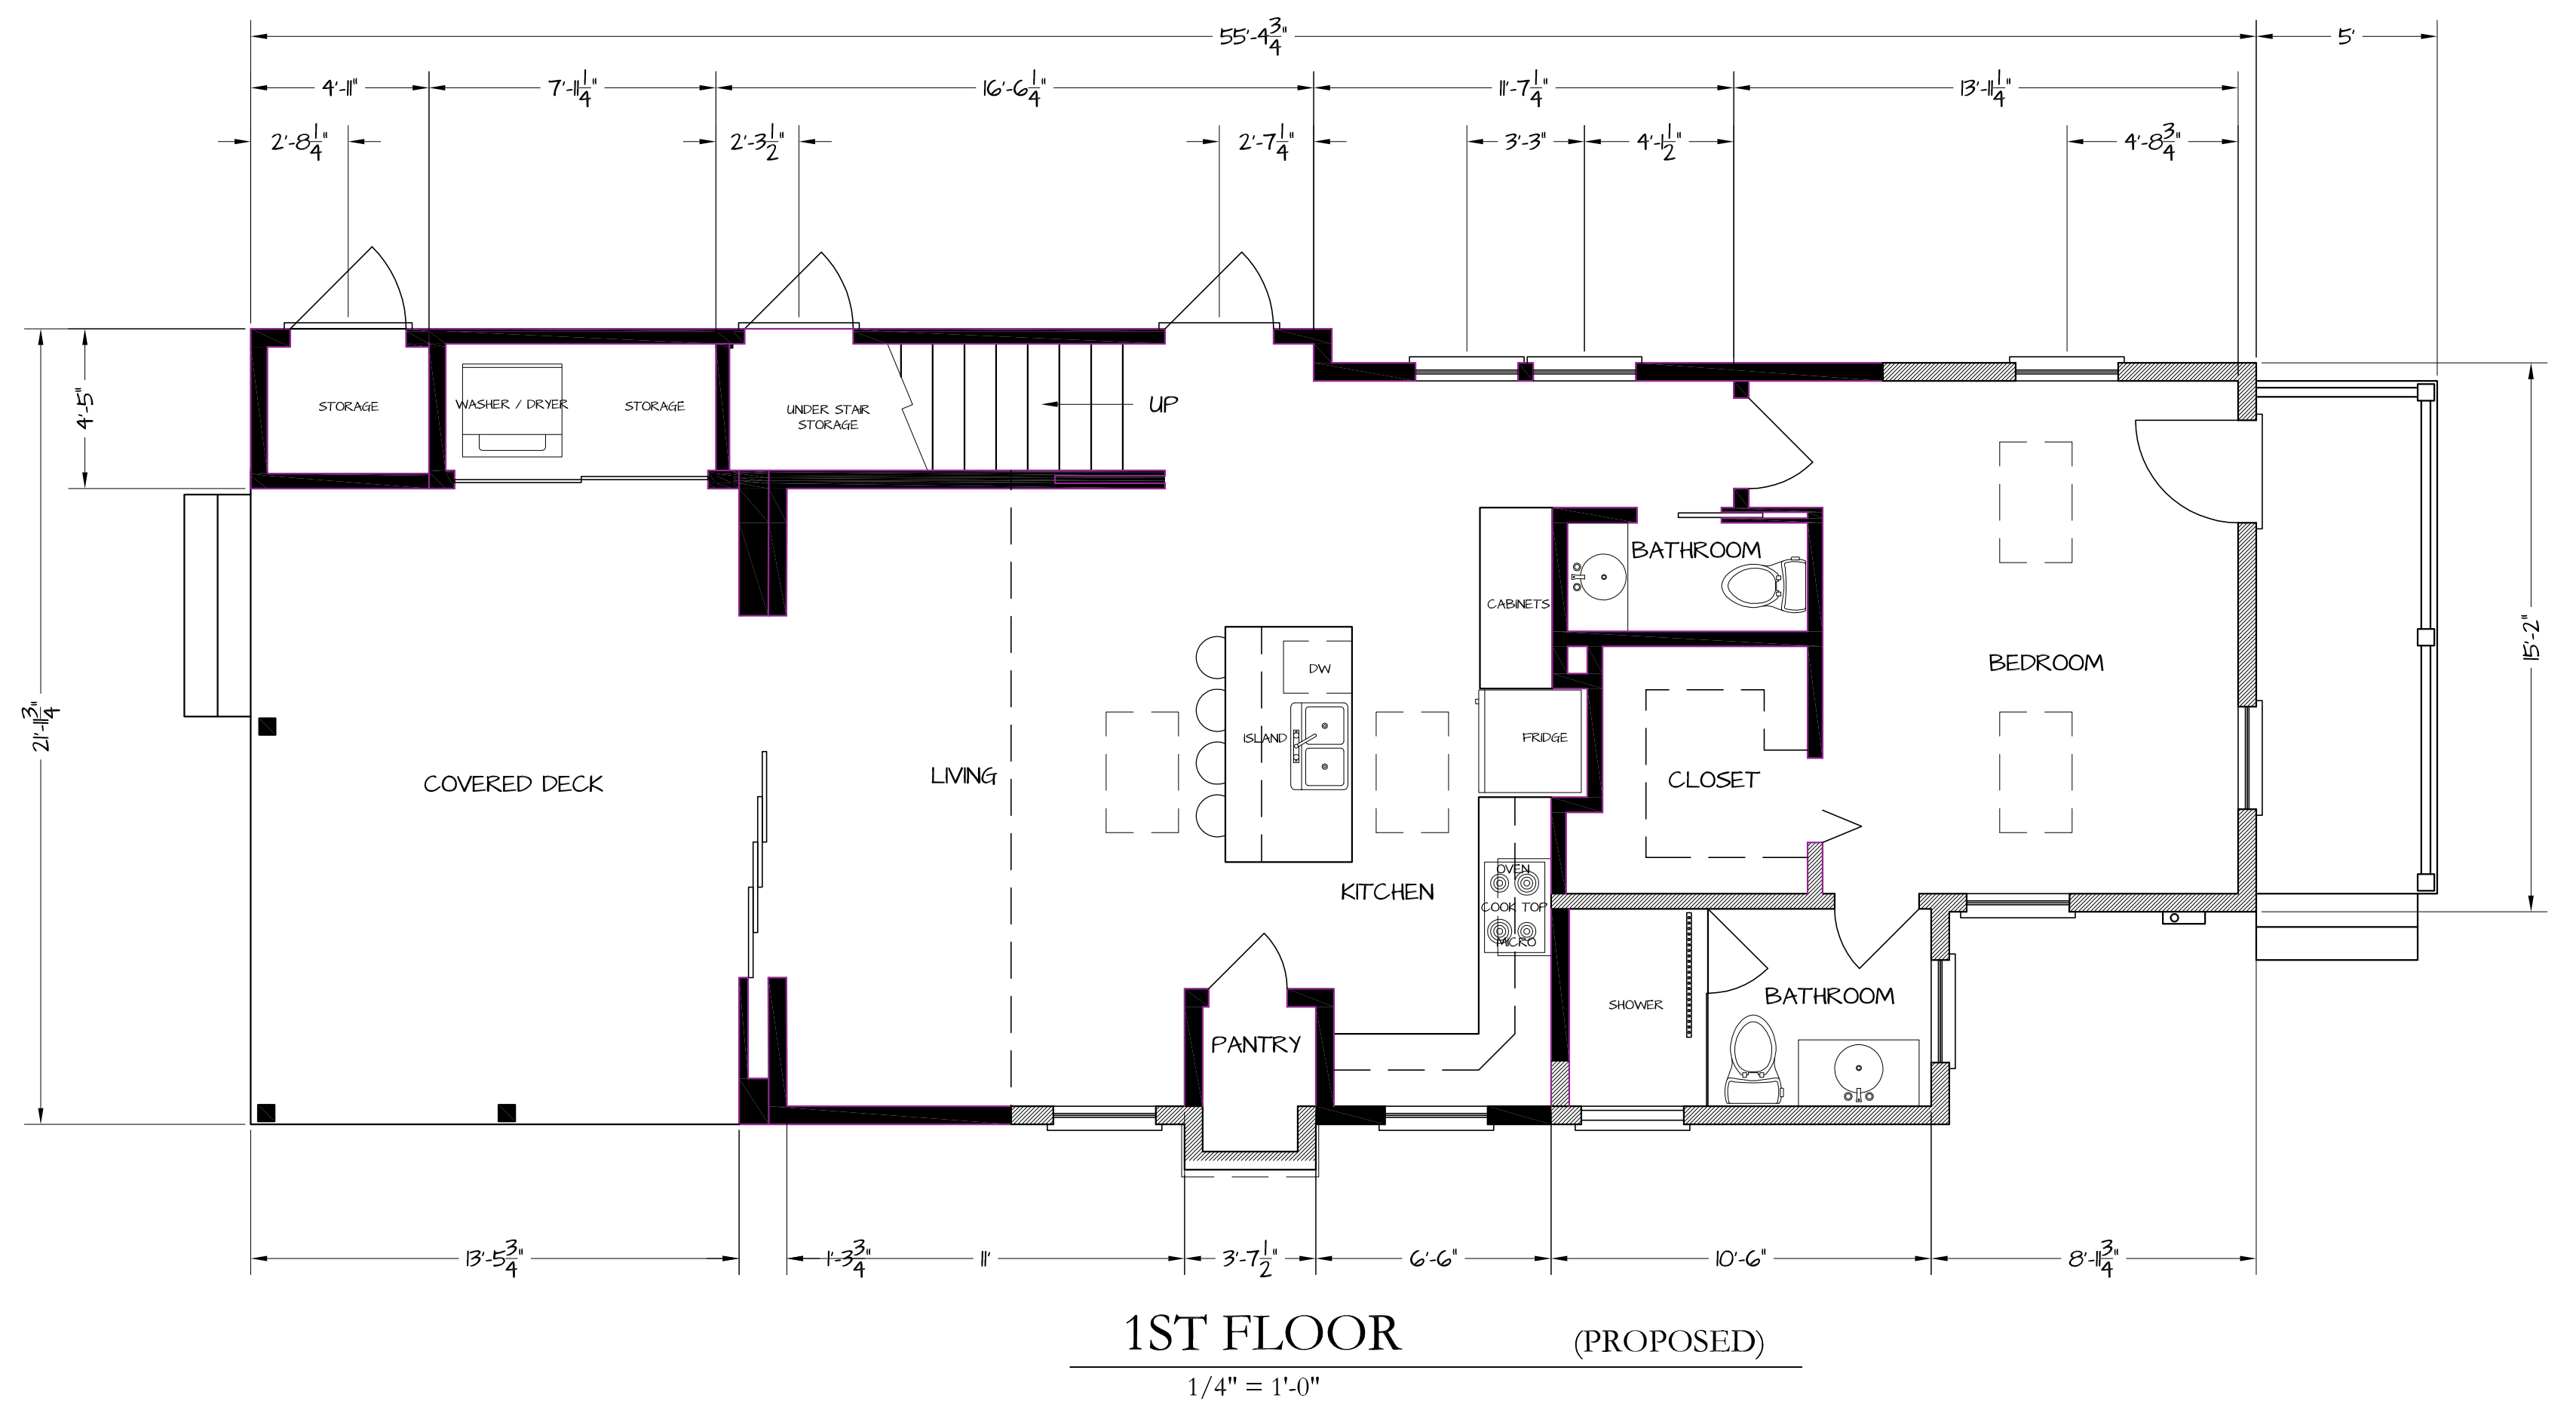 55'-4 3/4"
5'
4'-11"
7'-11 1/4"
16'-6 1/4"
11'-7 1/4"
13'-11 1/4"
2'-8 1/4"
2'-3 1/2"
2'-7 1/4"
3'-3"
4'-1 1/2"
4'-8 3/4"
4'-5"
21'-11 3/4"
15'-2"
STORAGE
WASHER / DRYER
STORAGE
UNDER STAIR
STORAGE
UP
BATHROOM
CABINETS
BEDROOM
DW
ISLAND
FRIDGE
COVERED DECK
LIVING
CLOSET
KITCHEN
OVEN
COOK TOP
MICRO
SHOWER
BATHROOM
PANTRY
13'-5 3/4"
1'-3 3/4"
11'
3'-7 1/2"
6'-6"
10'-6"
8'-11 3/4"
1ST FLOOR
(PROPOSED)
1/4" = 1'-0"